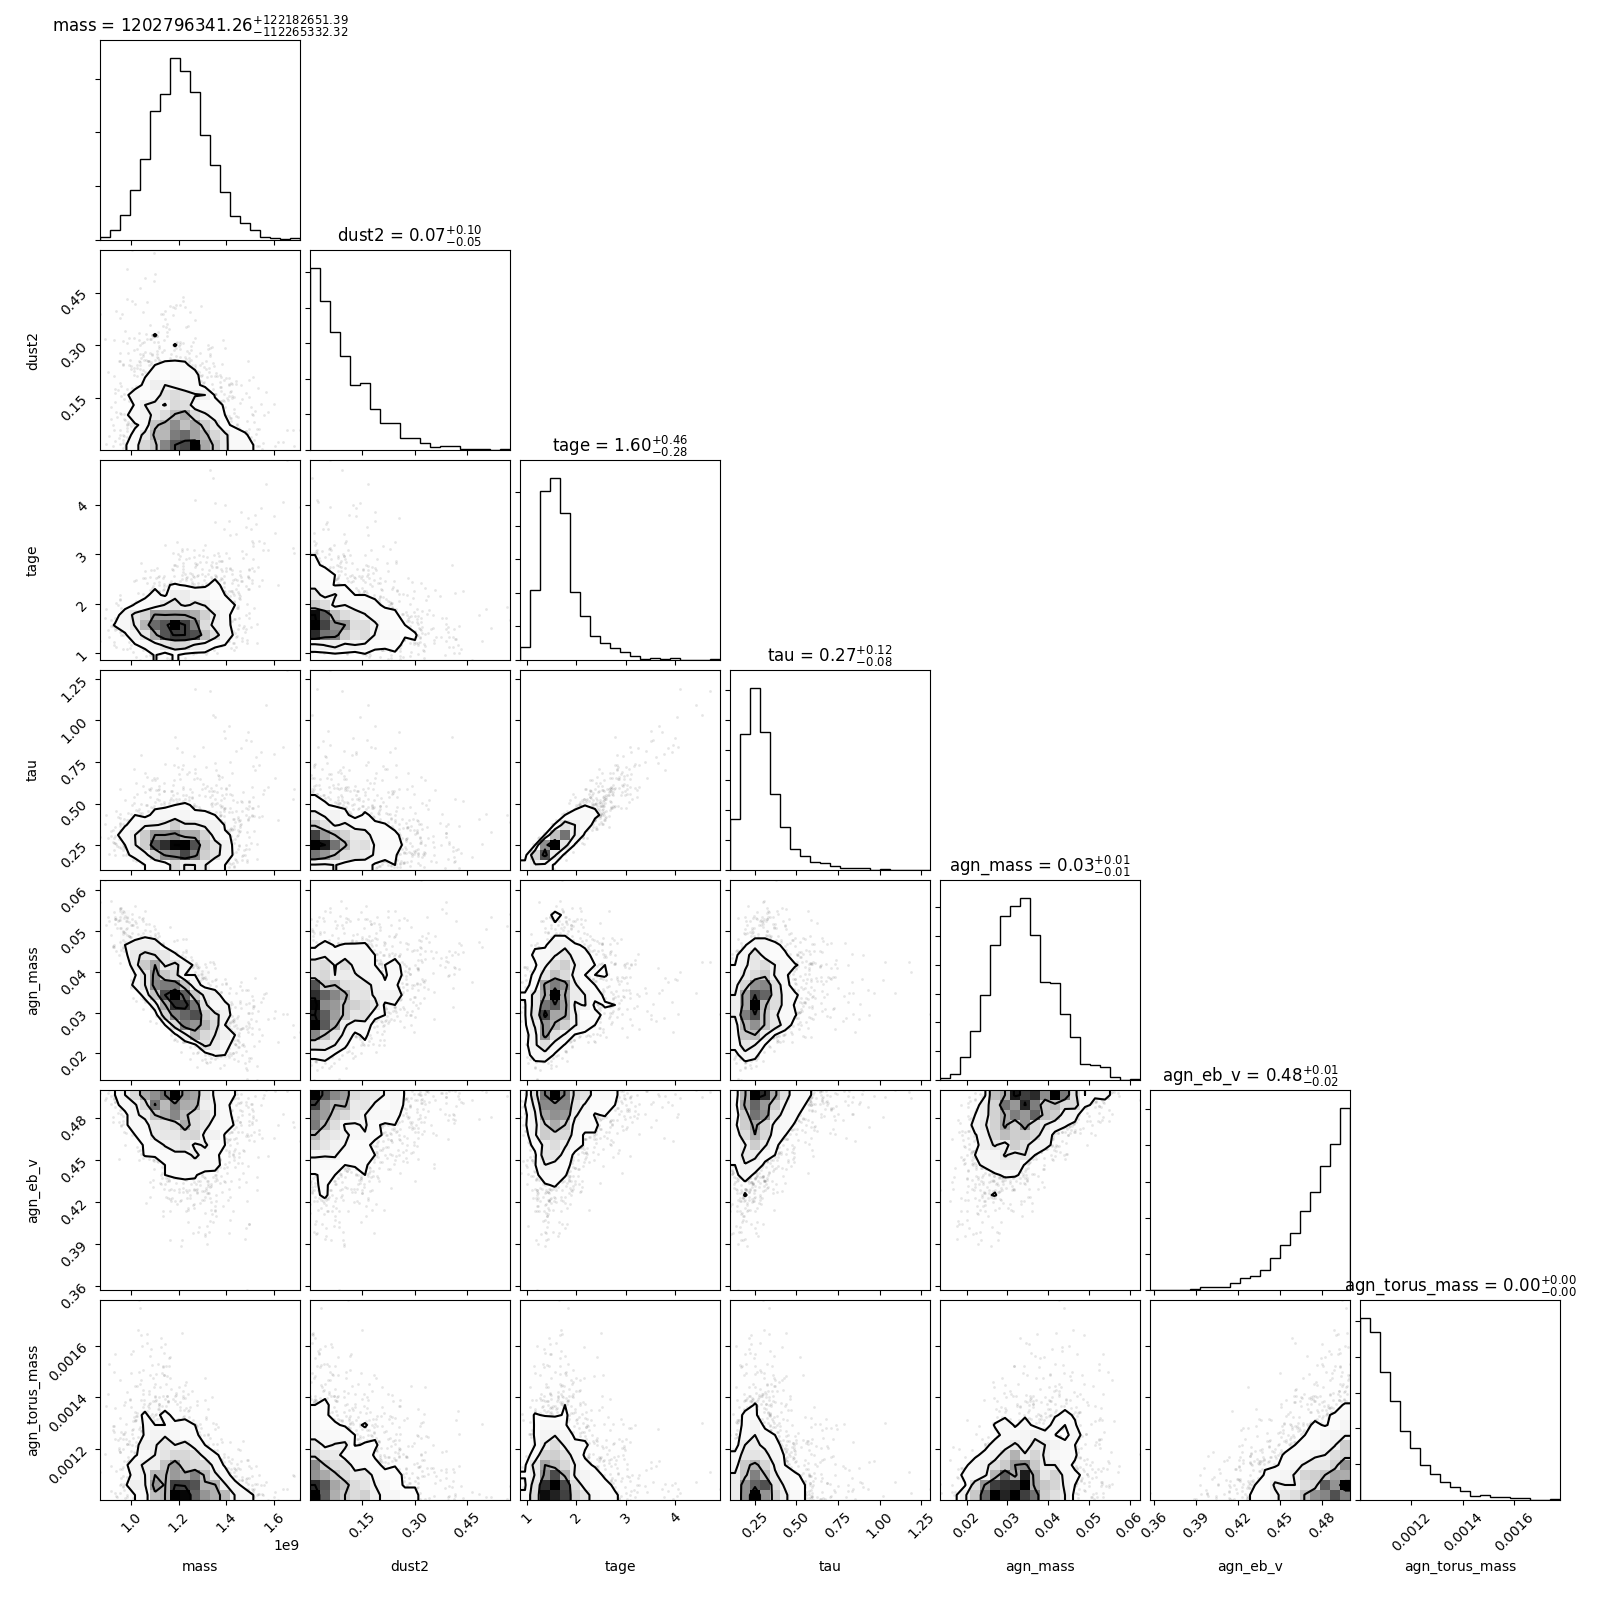 mass = 1202796341.26+122182651.39 −112265332.32
dust2 = 0.07+0.10 −0.05
0.45
0.30
0.15
dust2
tage = 1.60+0.46 −0.28
4
3
2
1
tage
tau = 0.27+0.12 −0.08
1.25
1.00
0.75
0.50
0.25
tau
agn_mass = 0.03+0.01 −0.01
0.06
0.05
0.04
0.03
0.02
agn_mass
agn_eb_v = 0.48+0.01 −0.02
0.48
0.45
0.42
0.39
0.36
agn_eb_v
agn_torus_mass = 0.00+0.00 −0.00
0.0016
0.0014
0.0012
agn_torus_mass
1.0 1.2 1.4 1.6 0.15 0.30 0.45 1 2 3 4 0.25 0.50 0.75 1.00 1.25 0.02 0.03 0.04 0.05 0.06 0.36 0.39 0.42 0.45 0.48 0.0012 0.0014 0.0016
1e9
mass dust2 tage tau agn_mass agn_eb_v agn_torus_mass